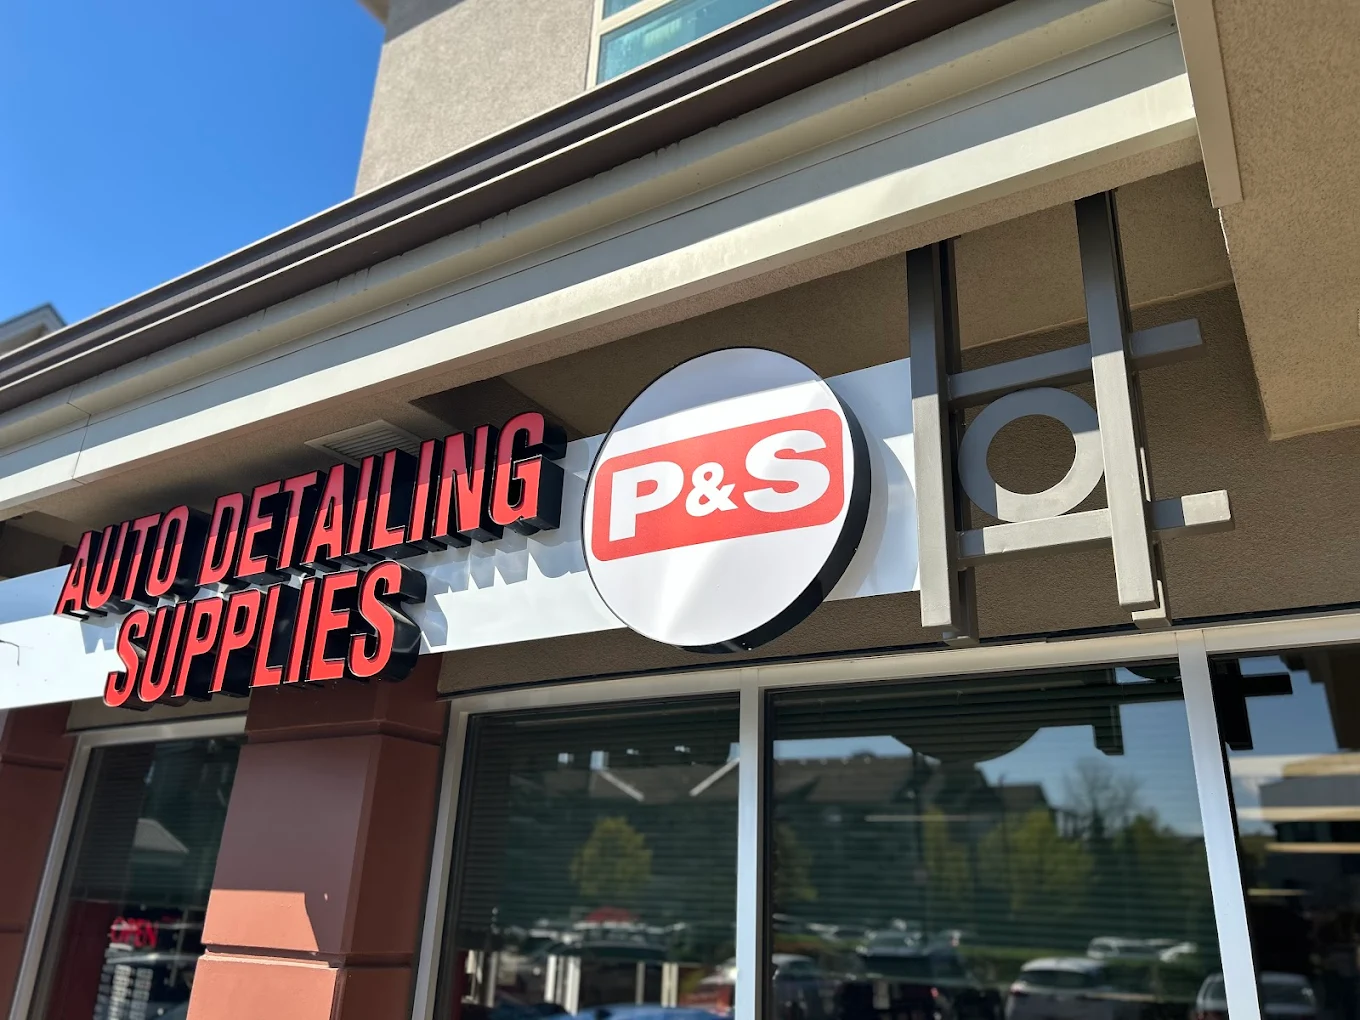 AUTO DETAILING
SUPPLIES
P&S
OPEN